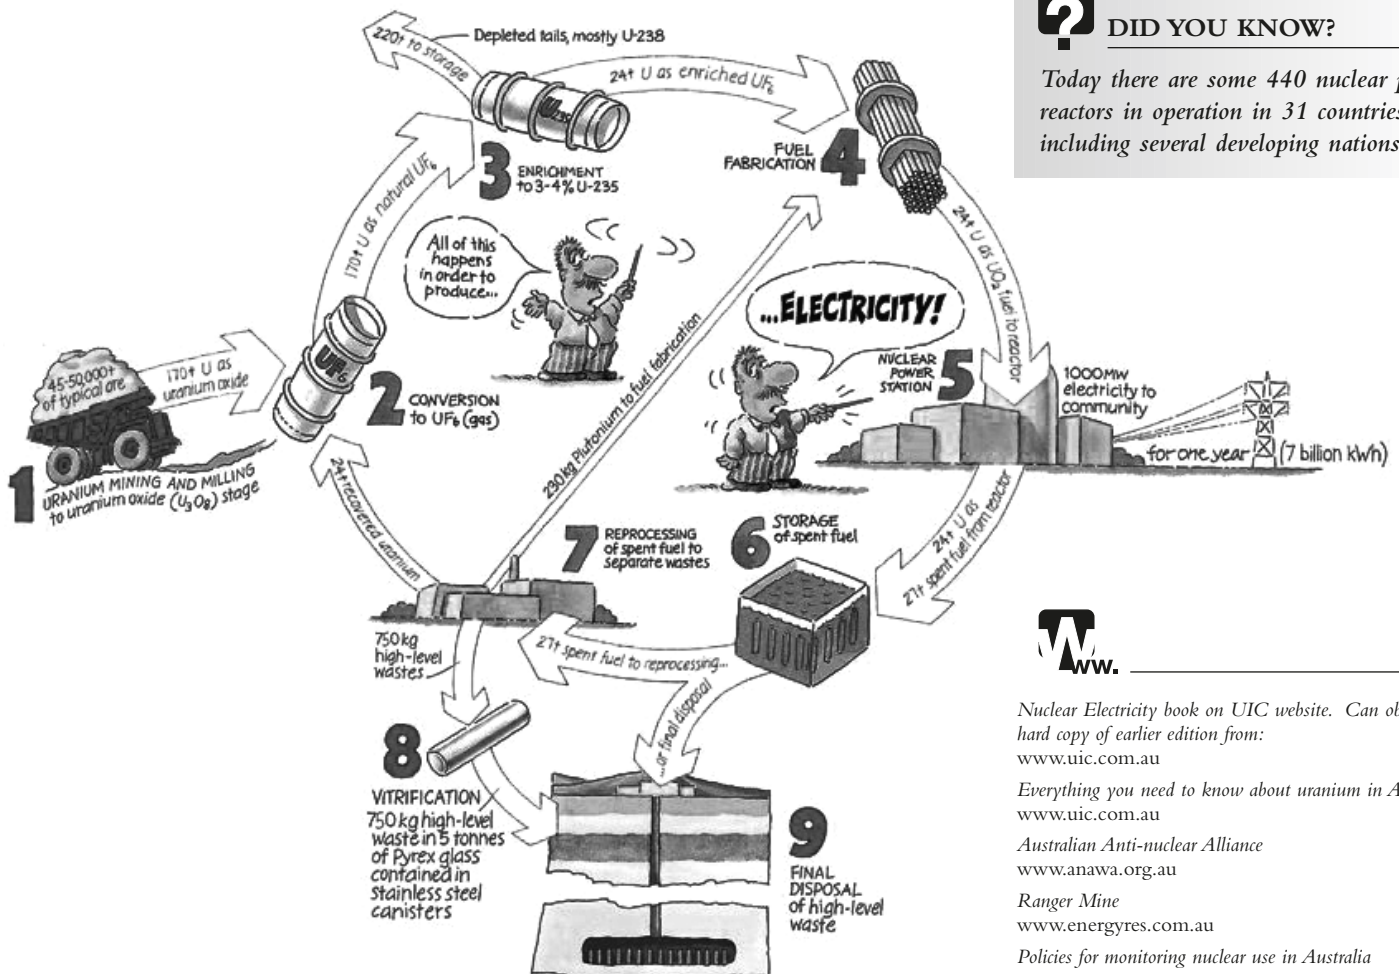 220t to storage
Depleted tails, mostly U-238
24t U as enriched UF₆
U235
3
ENRICHMENT
to 3-4% U-235
FUEL
FABRICATION
4
170t U as natural UF₆
All of this
happens
in order to
produce...
24t U as UO₂ fuel to reactor
...ELECTRICITY!
45-50,000t
of typical ore
170t U as
uranium oxide
UF₆
2
CONVERSION
to UF₆ (gas)
1
URANIUM MINING AND MILLING
to uranium oxide (U₃O₈) stage
230 kg Plutonium to fuel fabrication
NUCLEAR
POWER
STATION
5
1000MW
electricity to
community
for one year
(7 billion kWh)
24t recovered uranium
7
REPROCESSING
of spent fuel to
separate wastes
6
STORAGE
of spent fuel
24t U as
27t spent fuel from reactor
750 kg
high-level
wastes
27t spent fuel to reprocessing...
...or final disposal
8
VITRIFICATION
750 kg high-level
waste in 5 tonnes
of Pyrex glass
contained in
stainless steel
canisters
9
FINAL
DISPOSAL
of high-level
waste
?
DID YOU KNOW?
Today there are some 440 nuclear
reactors in operation in 31 countries
including several developing nations
Www.
Nuclear Electricity book on UIC website. Can
hard copy of earlier edition from:
www.uic.com.au
Everything you need to know about uranium in
www.uic.com.au
Australian Anti-nuclear Alliance
www.anawa.org.au
Ranger Mine
www.energyres.com.au
Policies for monitoring nuclear use in Australia